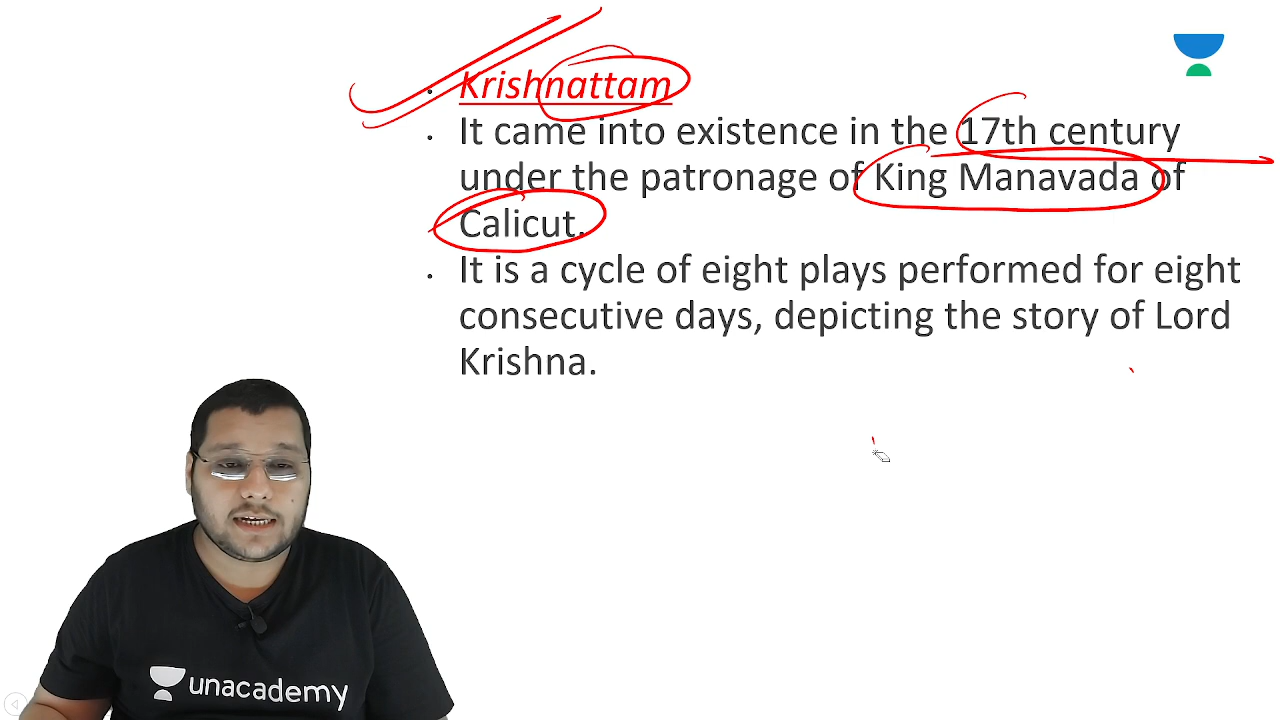 Krishnattam
It came into existence in the 17th century
under the patronage of King Manavada of
Calicut.
It is a cycle of eight plays performed for eight
consecutive days, depicting the story of Lord
Krishna.
unacademy